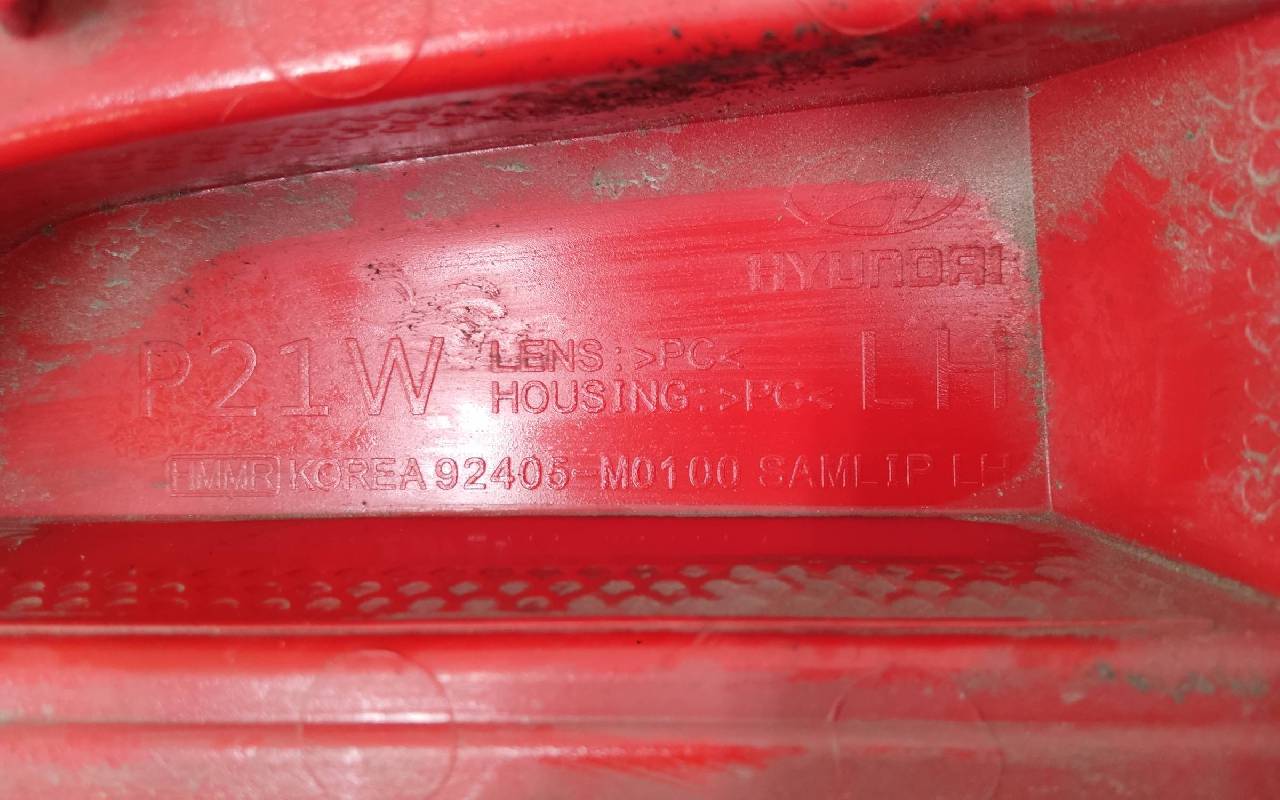 HYUNDAI
P21W LENS:>PC< LH
HOUSING:>PC<
HMMR KOREA 92405-M0100 SAMLIP LH